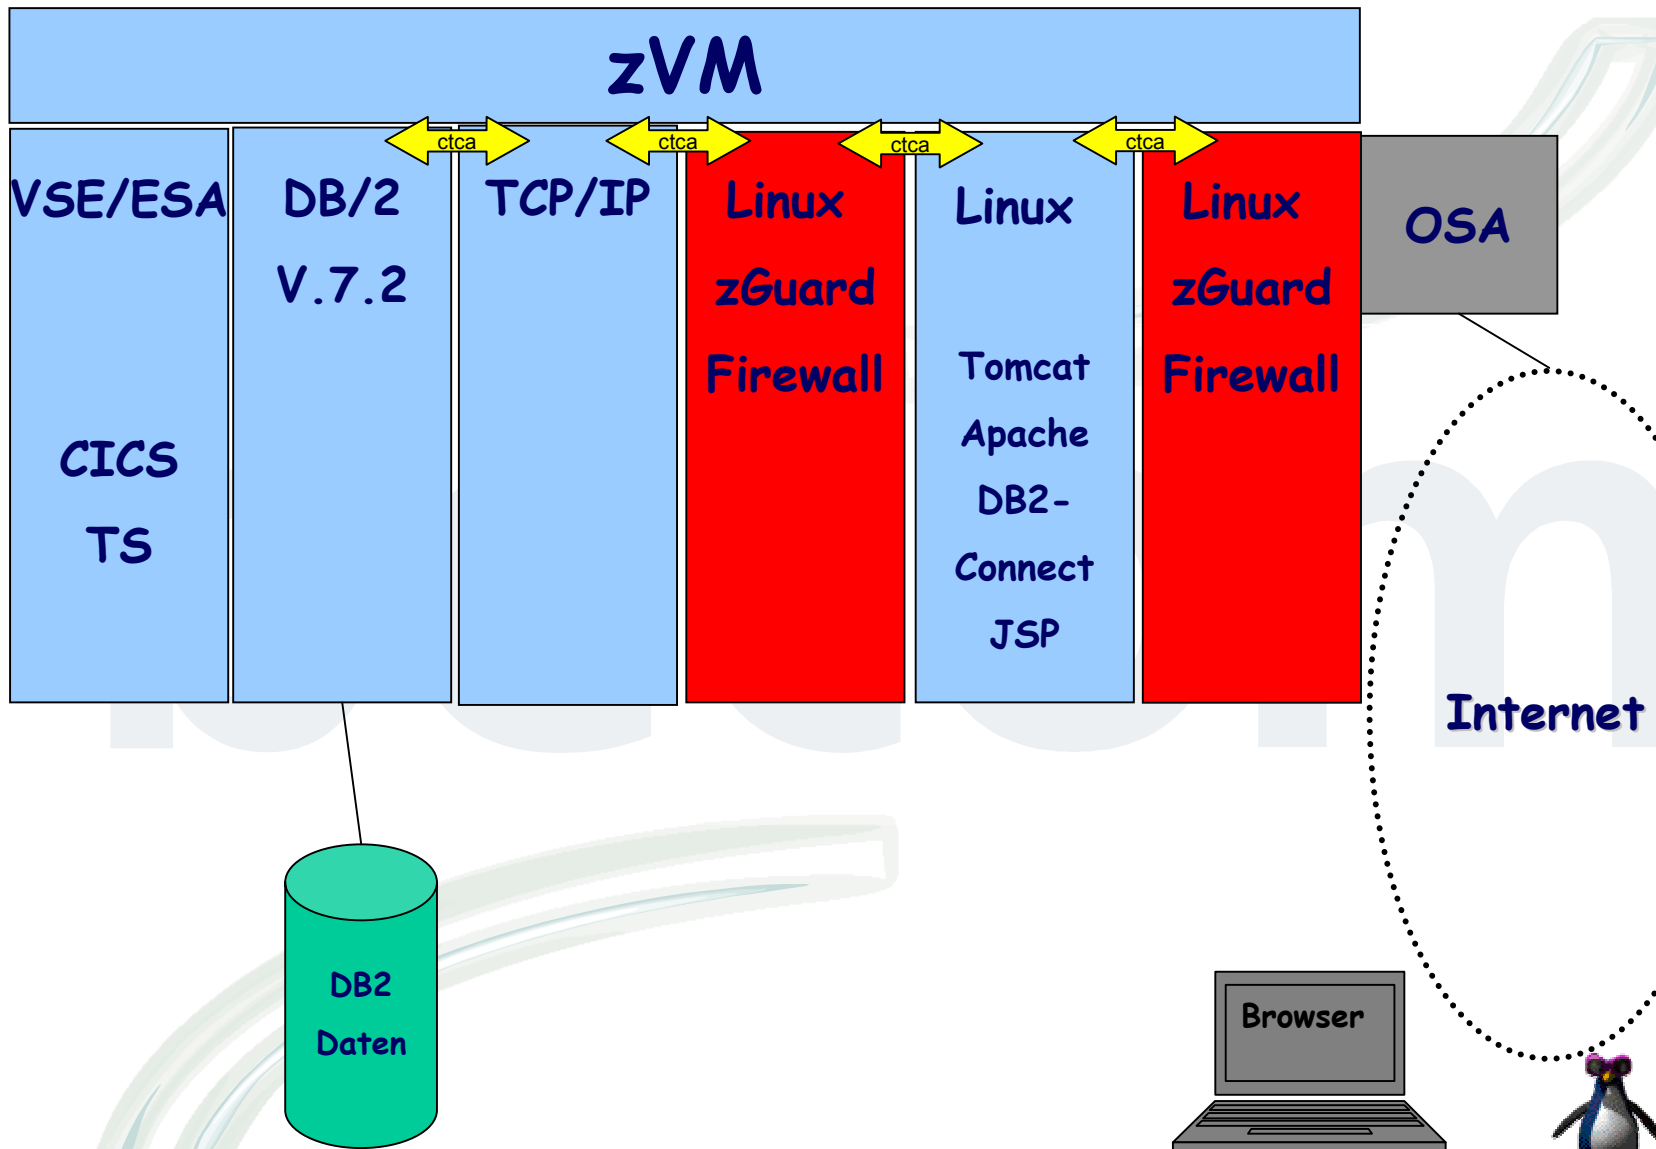 zVM
ctca
ctca
ctca
ctca
VSE/ESA
CICS
TS
DB/2
V.7.2
TCP/IP
Linux
zGuard
Firewall
Linux
Tomcat
Apache
DB2-
Connect
JSP
Linux
zGuard
Firewall
OSA
Internet
DB2
Daten
Browser